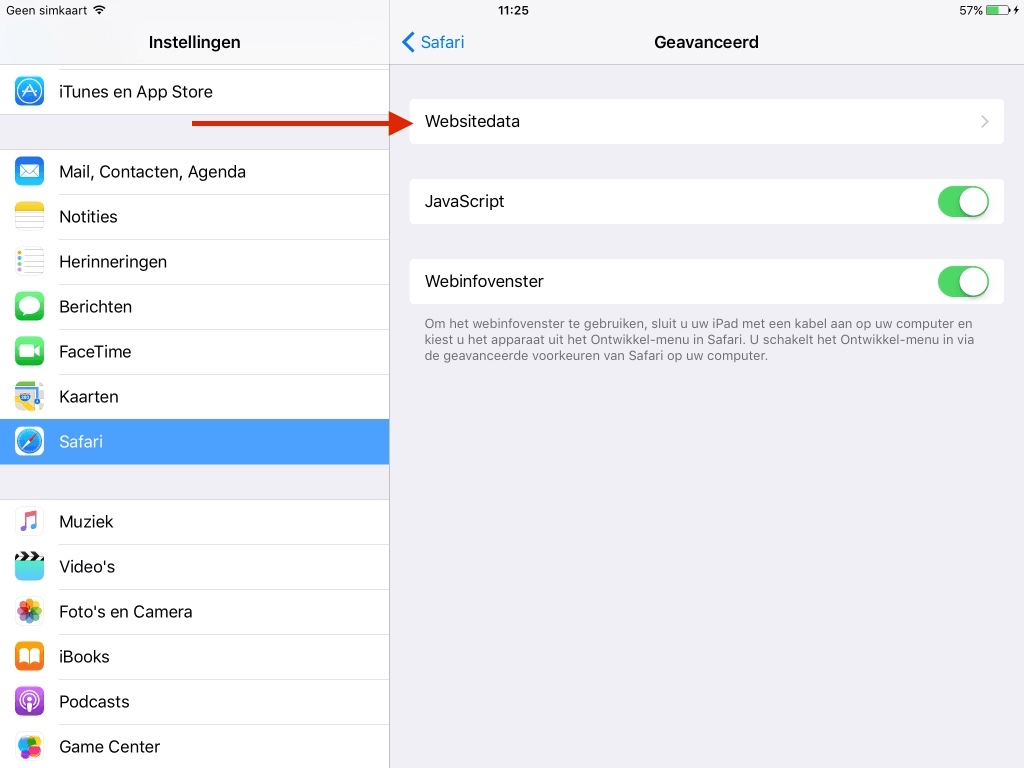 Geen simkaart
11:25
57%
Instellingen
Safari
Geavanceerd
iTunes en App Store
Mail, Contacten, Agenda
Notities
Herinneringen
Berichten
FaceTime
Kaarten
Safari
Muziek
Video's
Foto's en Camera
iBooks
Podcasts
Game Center
Websitedata
JavaScript
Webinfovenster
Om het webinfovenster te gebruiken, sluit u uw iPad met een kabel aan op uw computer en
kiest u het apparaat uit het Ontwikkel-menu in Safari. U schakelt het Ontwikkel-menu in via
de geavanceerde voorkeuren van Safari op uw computer.